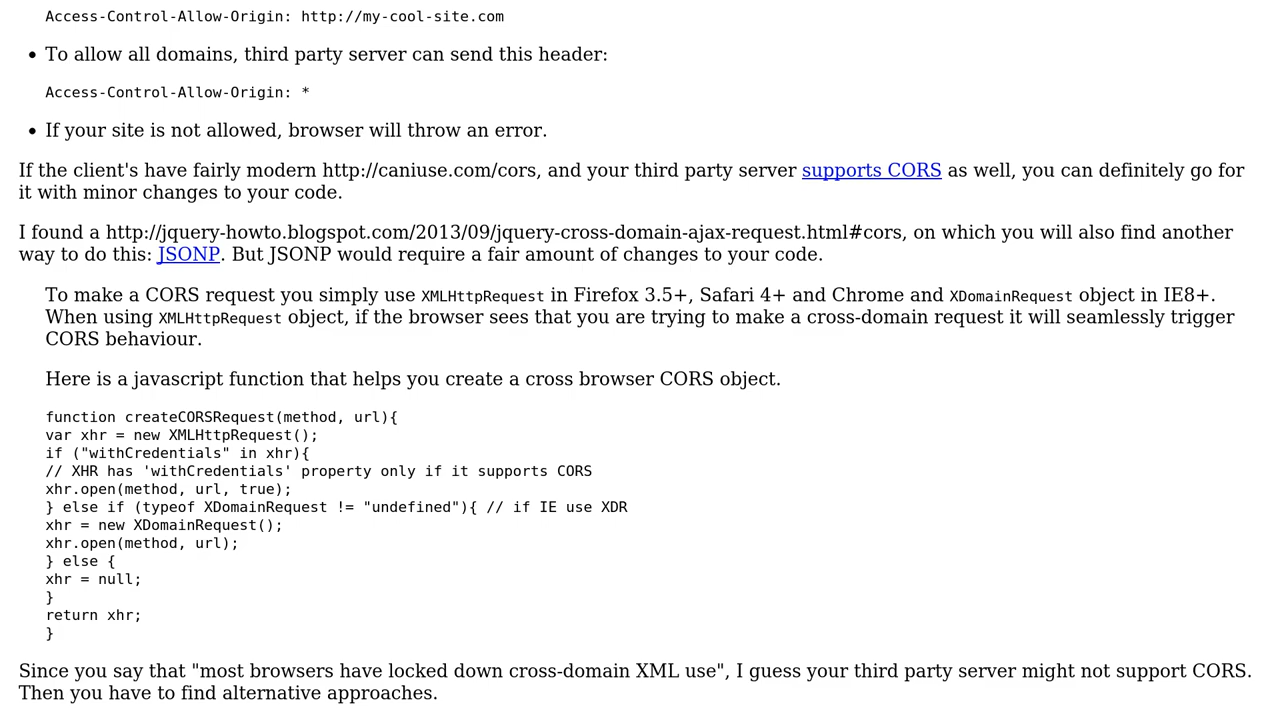 Access-Control-Allow-Origin: http://my-cool-site.com
• To allow all domains, third party server can send this header:
Access-Control-Allow-Origin: *
• If your site is not allowed, browser will throw an error.
If the client's have fairly modern http://caniuse.com/cors, and your third party server supports CORS as well, you can definitely go for
it with minor changes to your code.
I found a http://jquery-howto.blogspot.com/2013/09/jquery-cross-domain-ajax-request.html#cors, on which you will also find another
way to do this: JSONP. But JSONP would require a fair amount of changes to your code.
To make a CORS request you simply use XMLHttpRequest in Firefox 3.5+, Safari 4+ and Chrome and XDomainRequest object in IE8+.
When using XMLHttpRequest object, if the browser sees that you are trying to make a cross-domain request it will seamlessly trigger
CORS behaviour.
Here is a javascript function that helps you create a cross browser CORS object.
function createCORSRequest(method, url){
var xhr = new XMLHttpRequest();
if ("withCredentials" in xhr){
// XHR has 'withCredentials' property only if it supports CORS
xhr.open(method, url, true);
} else if (typeof XDomainRequest != "undefined"){ // if IE use XDR
xhr = new XDomainRequest();
xhr.open(method, url);
} else {
xhr = null;
}
return xhr;
}
Since you say that "most browsers have locked down cross-domain XML use", I guess your third party server might not support CORS.
Then you have to find alternative approaches.